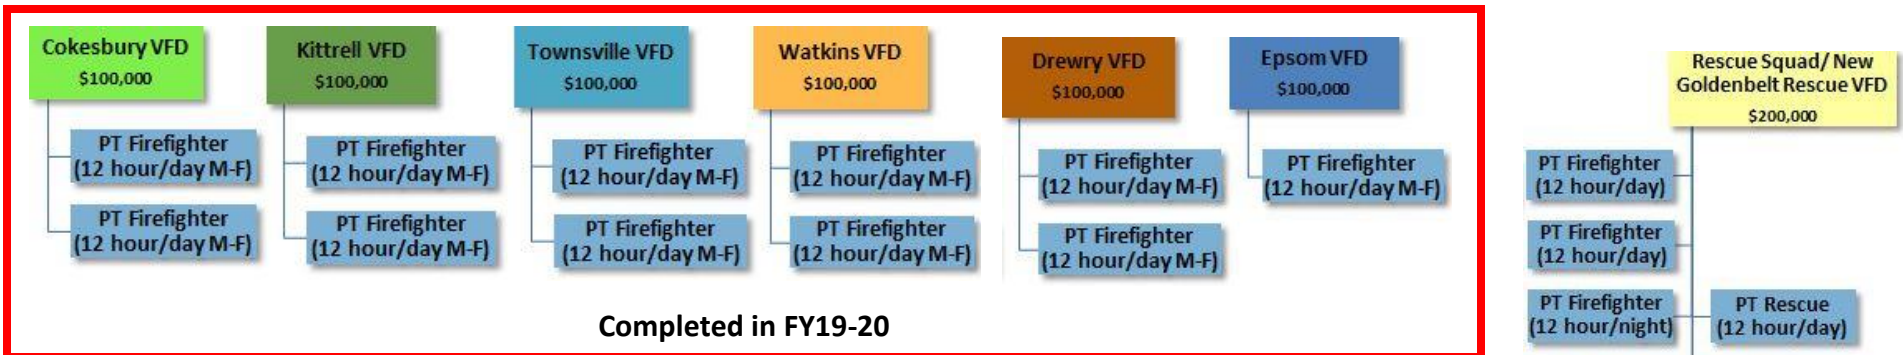 Cokesbury VFD
$100,000
PT Firefighter
(12 hour/day M-F)
PT Firefighter
(12 hour/day M-F)
Kittrell VFD
$100,000
PT Firefighter
(12 hour/day M-F)
PT Firefighter
(12 hour/day M-F)
Townsville VFD
$100,000
PT Firefighter
(12 hour/day M-F)
PT Firefighter
(12 hour/day M-F)
Watkins VFD
$100,000
PT Firefighter
(12 hour/day M-F)
PT Firefighter
(12 hour/day M-F)
Drewry VFD
$100,000
PT Firefighter
(12 hour/day M-F)
PT Firefighter
(12 hour/day M-F)
Epsom VFD
$100,000
PT Firefighter
(12 hour/day M-F)
Completed in FY19-20
Rescue Squad/ New
Goldenbelt Rescue VFD
$200,000
PT Firefighter
(12 hour/day)
PT Firefighter
(12 hour/day)
PT Firefighter
(12 hour/night)
PT Rescue
(12 hour/day)